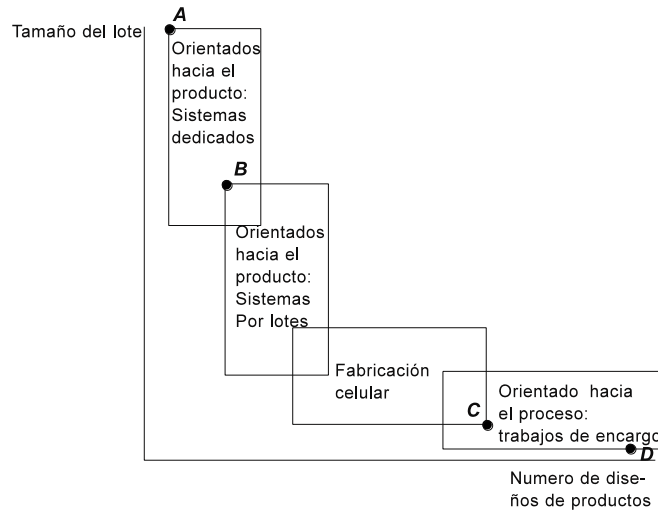 A
Tamaño del lote
Orientados
hacia el
producto:
Sistemas
dedicados
B
Orientados
hacia el
producto:
Sistemas
Por lotes
Fabricación
celular
Orientado hacia
el proceso:
trabajos de encargo
C
D
Numero de dise-
ños de productos